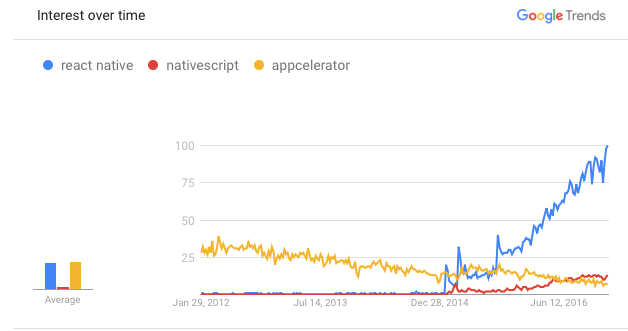 Interest over time
Google Trends
react native nativescript appcelerator
100
75
50
25
Average
Jan 29, 2012 Jul 14, 2013 Dec 28, 2014 Jun 12, 2016